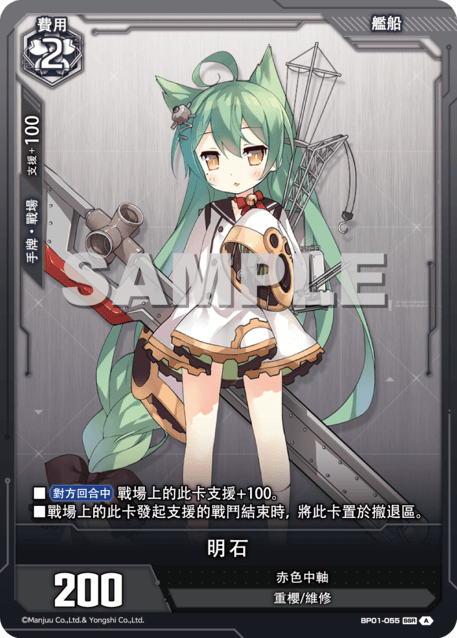 費用
艦船
2
支援+100
手牌・戰場
SAMPLE
■ 對方回合中 戰場上的此卡支援+100。
■戰場上的此卡發起支援的戰鬥結束時，將此卡置於撤退區。
明石
200
赤色中軸
重櫻/維修
©Manjuu Co.,Ltd.& Yongshi Co.,Ltd.
BP01-055 SSR A